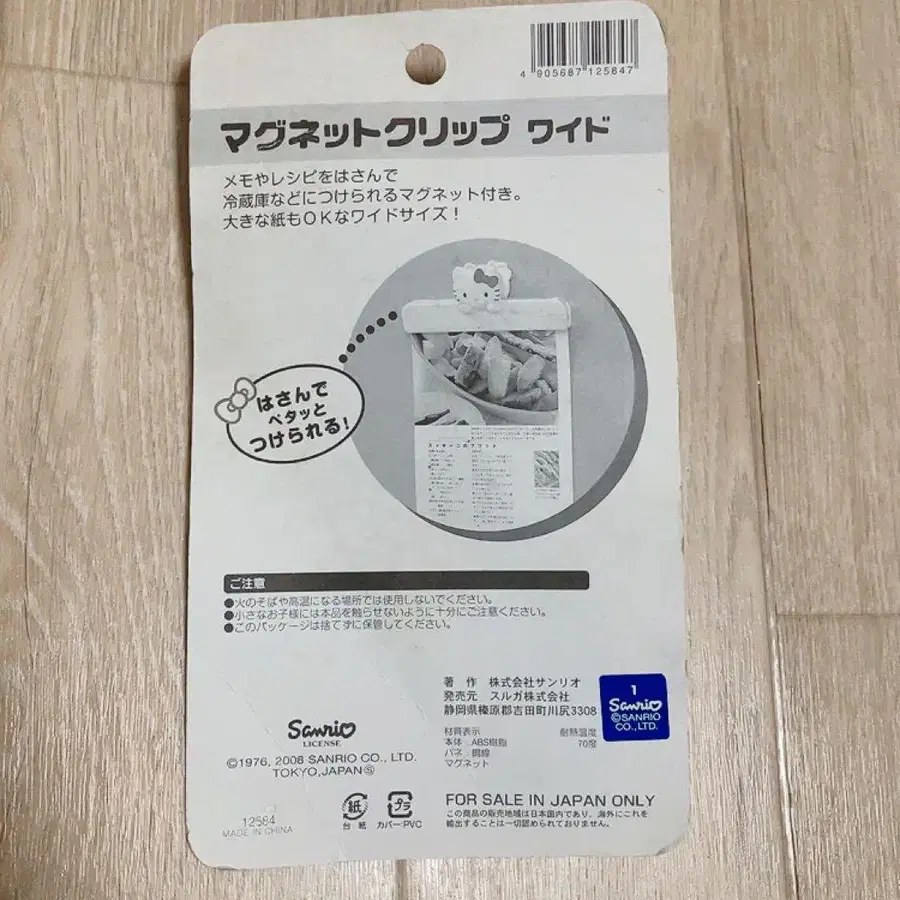 4 905687 125847
マグネットクリップ ワイド
メモやレシピをはさんで
冷蔵庫などにつけられるマグネット付き。
大きな紙もOKなワイドサイズ！
はさんで
ペタッと
つけられる！
ご注意
●火のそばや高温になる場所では使用しないでください。
●小さなお子様には本品を触らせないように十分にご注意ください。
●このパッケージは捨てずに保管してください。
著 作 株式会社サンリオ
発売元 スルガ株式会社
静岡県榛原郡吉田町川尻3308
1
Sanrio
©SANRIO
CO., LTD.
Sanrio
LICENSE
©1976, 2008 SANRIO CO., LTD.
TOKYO, JAPAN Ⓢ
材質表示
本体：ABS樹脂
バネ：鋼線
マグネット
耐熱温度
70度
12584
MADE IN CHINA
紙
台 紙
プラ
カバー:PVC
FOR SALE IN JAPAN ONLY
この商品の販売地域は日本国内であり、海外にこれを
輸出することは一切認められておりません。